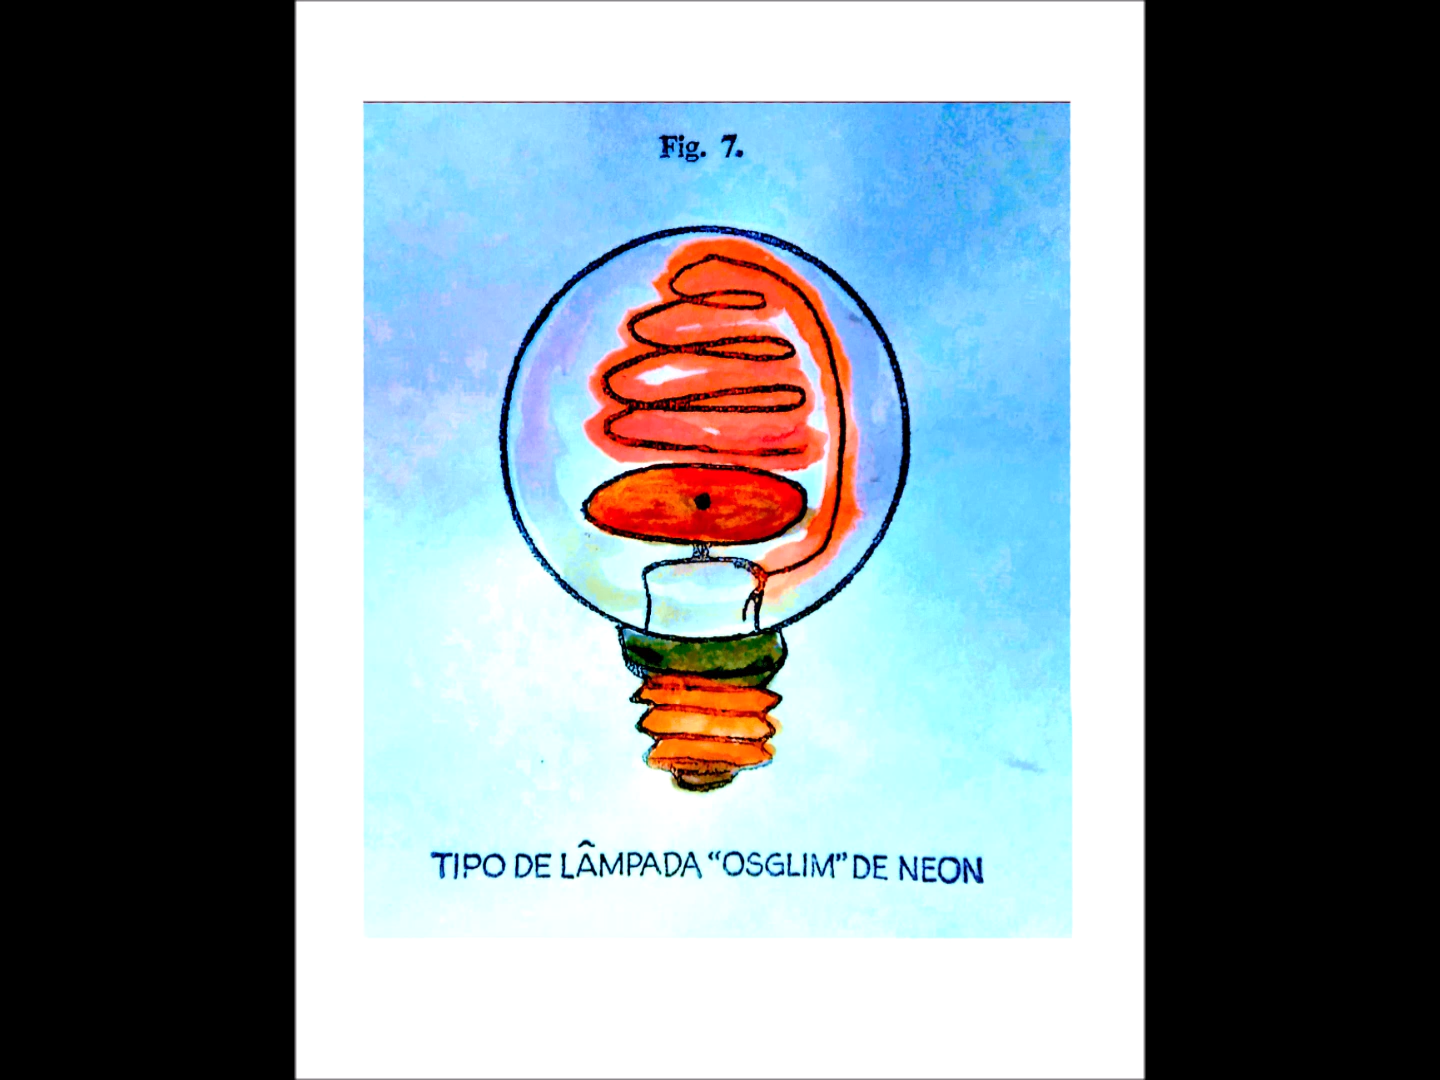 Fig. 7.
TIPO DE LÂMPADA “OSGLIM” DE NEON